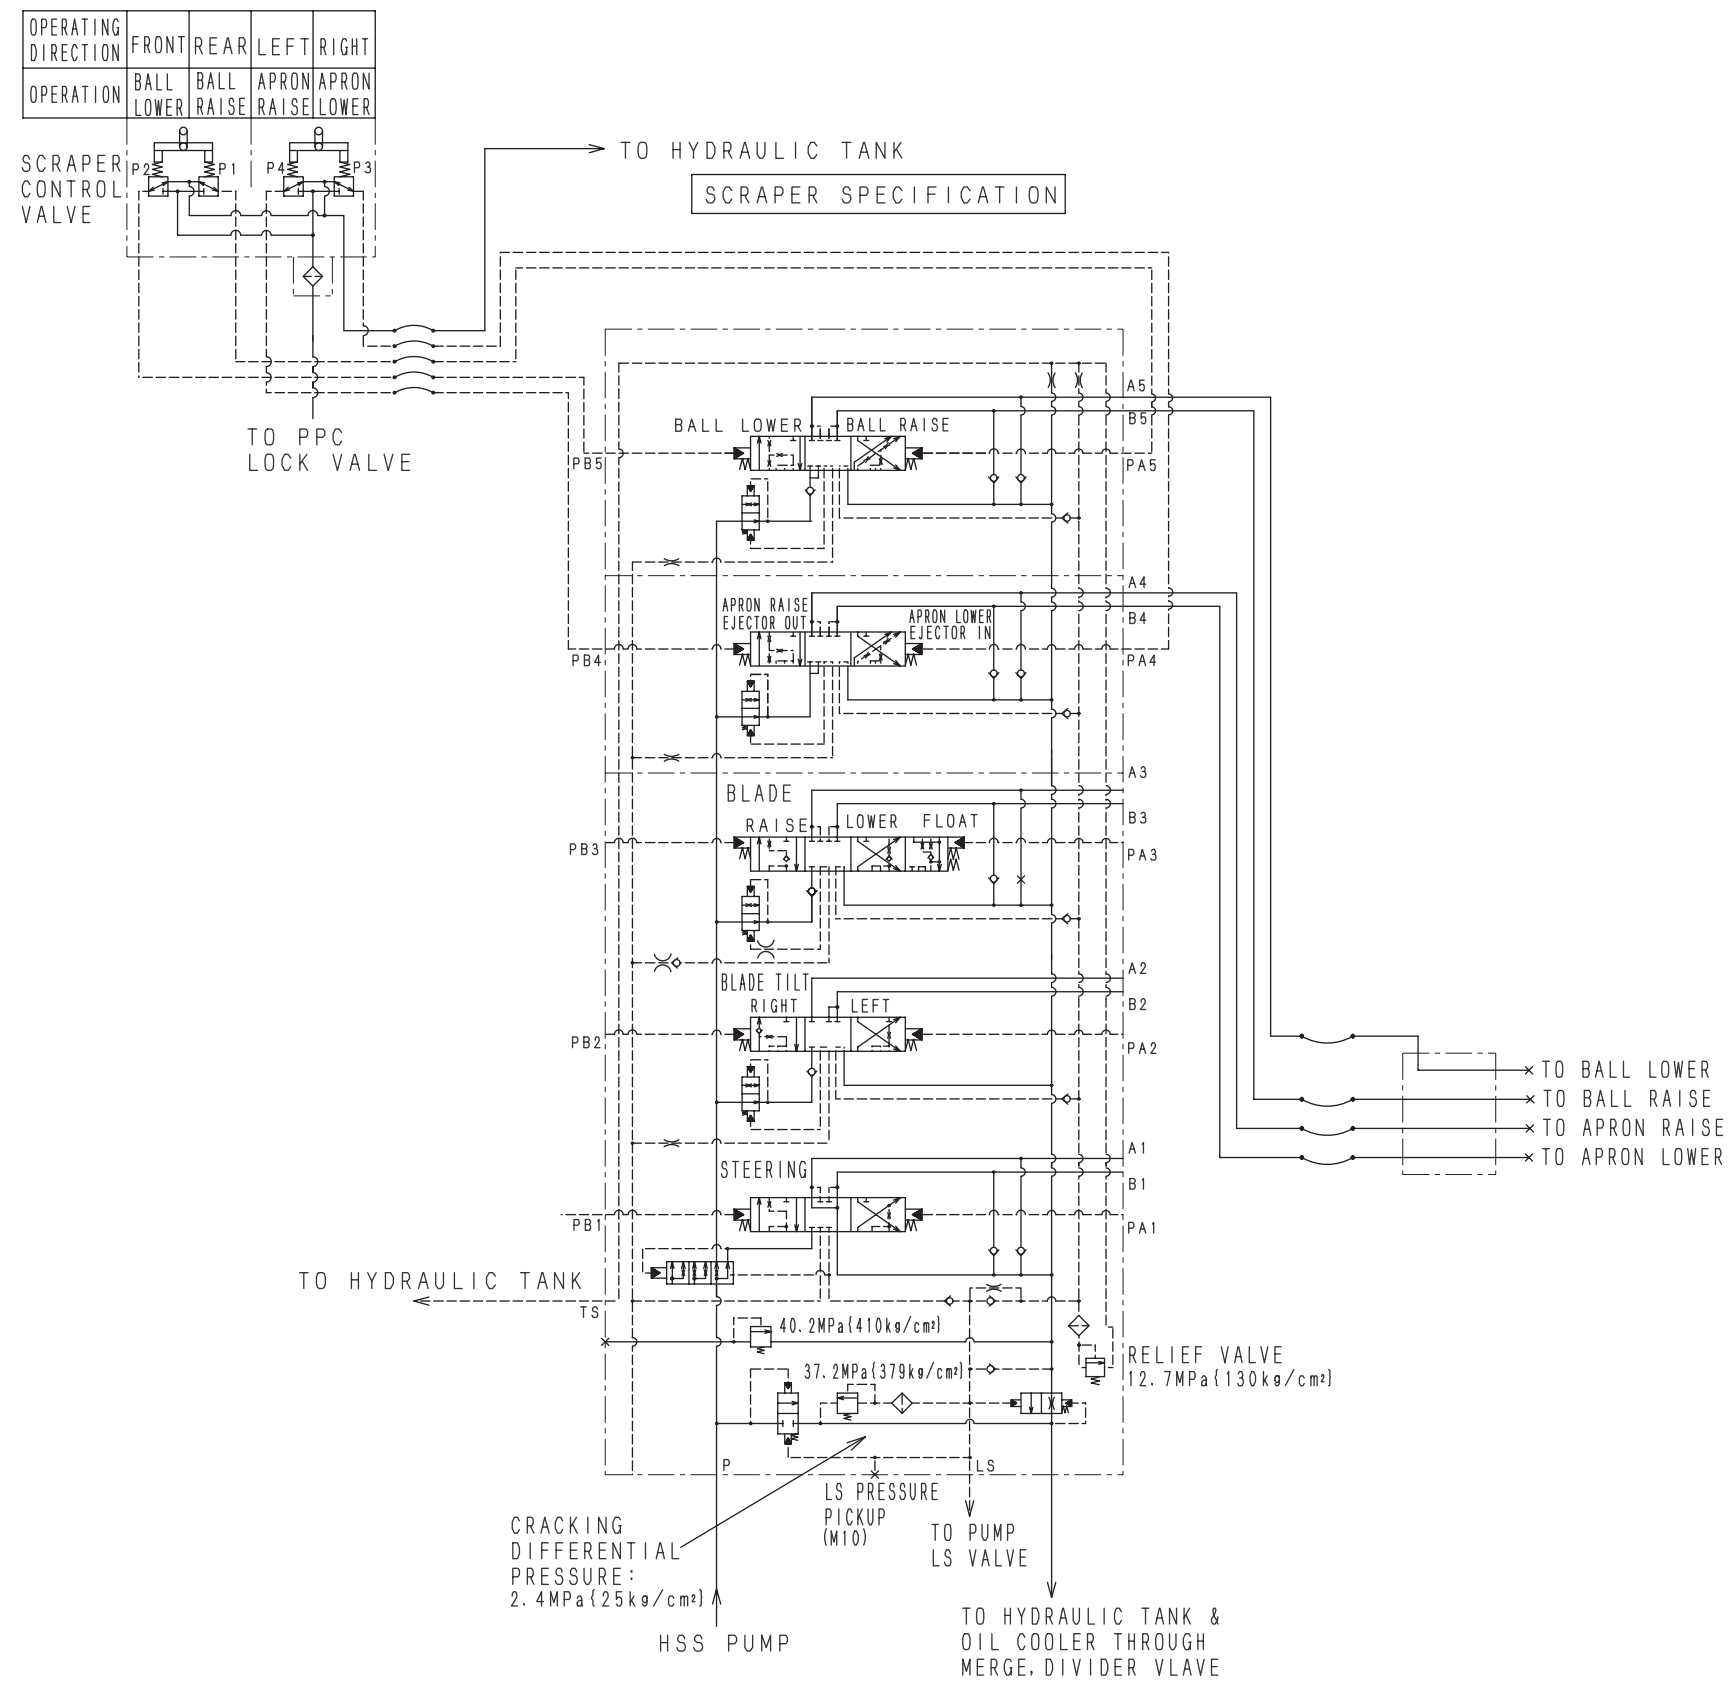 OPERATING
DIRECTION
FRONT
REAR
LEFT
RIGHT
OPERATION
BALL
LOWER
BALL
RAISE
APRON
RAISE
APRON
LOWER
SCRAPER
CONTROL
VALVE
P2
P1
P4
P3
TO HYDRAULIC TANK
SCRAPER SPECIFICATION
TO PPC
LOCK VALVE
A5
B5
BALL LOWER
BALL RAISE
PB5
PA5
A4
B4
APRON RAISE
EJECTOR OUT
APRON LOWER
EJECTOR IN
PB4
PA4
A3
BLADE
B3
RAISE
LOWER
FLOAT
PB3
PA3
A2
BLADE TILT
B2
RIGHT
LEFT
PB2
PA2
TO BALL LOWER
TO BALL RAISE
TO APRON RAISE
TO APRON LOWER
A1
STEERING
B1
PB1
PA1
TO HYDRAULIC TANK
TS
40.2MPa{410kg/cm²}
37.2MPa{379kg/cm²}
RELIEF VALVE
12.7MPa{130kg/cm²}
P
LS
LS PRESSURE
PICKUP
(M10)
CRACKING
DIFFERENTIAL
PRESSURE:
2.4MPa{25kg/cm²}
TO PUMP
LS VALVE
HSS PUMP
TO HYDRAULIC TANK &
OIL COOLER THROUGH
MERGE,DIVIDER VLAVE